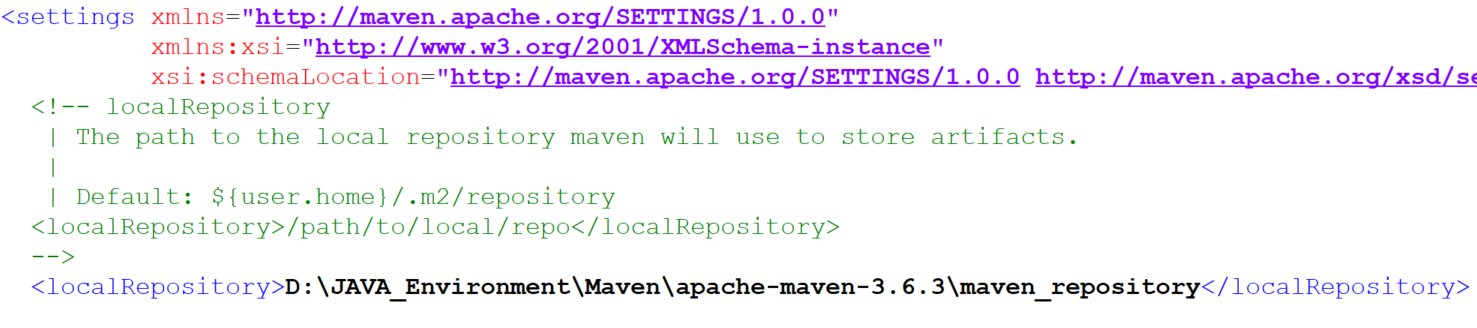 <settings xmlns="http://maven.apache.org/SETTINGS/1.0.0"
xmlns:xsi="http://www.w3.org/2001/XMLSchema-instance"
xsi:schemaLocation="http://maven.apache.org/SETTINGS/1.0.0 http://maven.apache.org/xsd/se
<!-- localRepository
| The path to the local repository maven will use to store artifacts.
|
| Default: ${user.home}/.m2/repository
<localRepository>/path/to/local/repo</localRepository>
-->
<localRepository>D:\JAVA_Environment\Maven\apache-maven-3.6.3\maven_repository</localRepository>